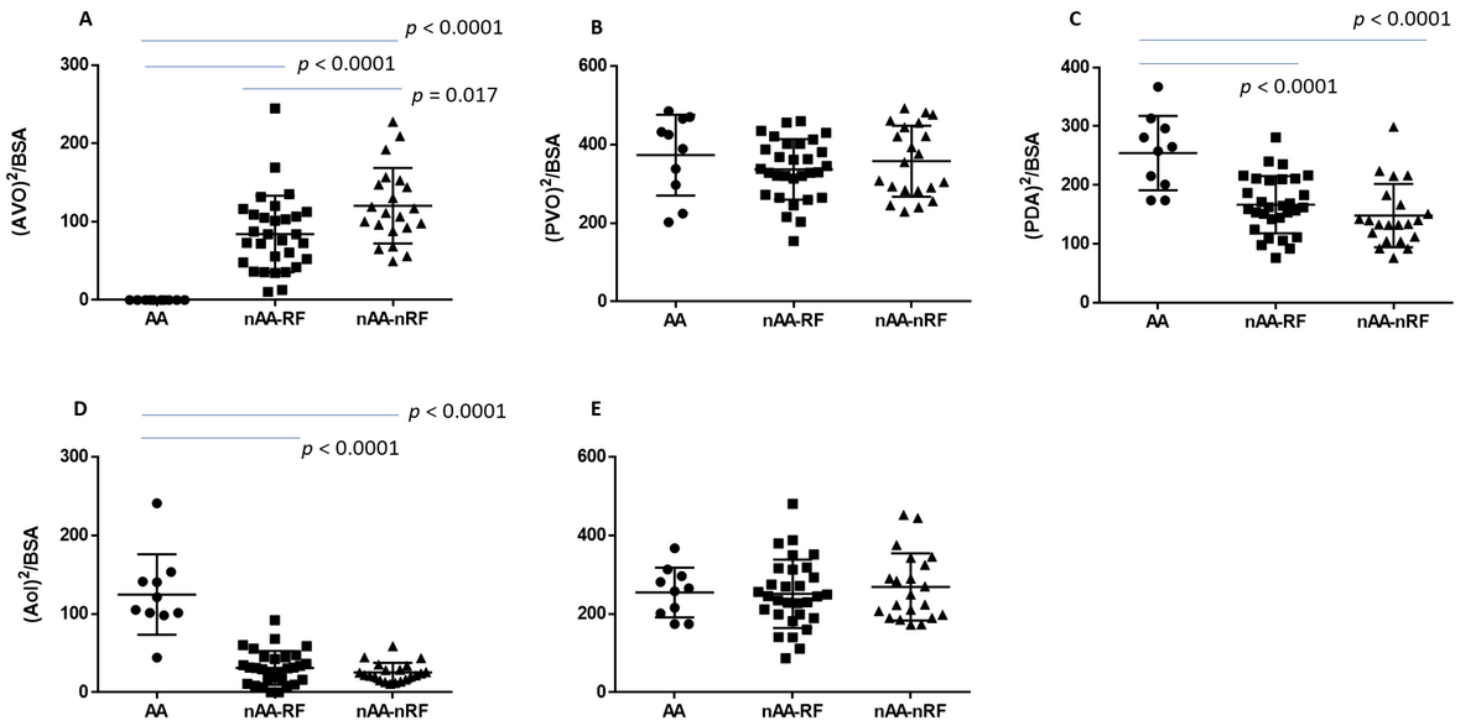 A
p < 0.0001
p < 0.0001
p = 0.017
(AVO)²/BSA
300
200
100
0
AA nAA-RF nAA-nRF
B
(PVO)²/BSA
600
400
200
0
AA nAA-RF nAA-nRF
C
p < 0.0001
p < 0.0001
(PDA)²/BSA
400
300
200
100
0
AA nAA-RF nAA-nRF
D
p < 0.0001
p < 0.0001
(AoI)²/BSA
300
200
100
0
AA nAA-RF nAA-nRF
E
600
400
200
0
AA nAA-RF nAA-nRF